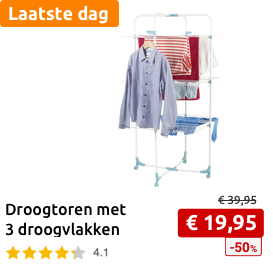 Laatste dag
€ 39,95
Droogtoren met
3 droogvlakken
€ 19,95
4.1
-50%